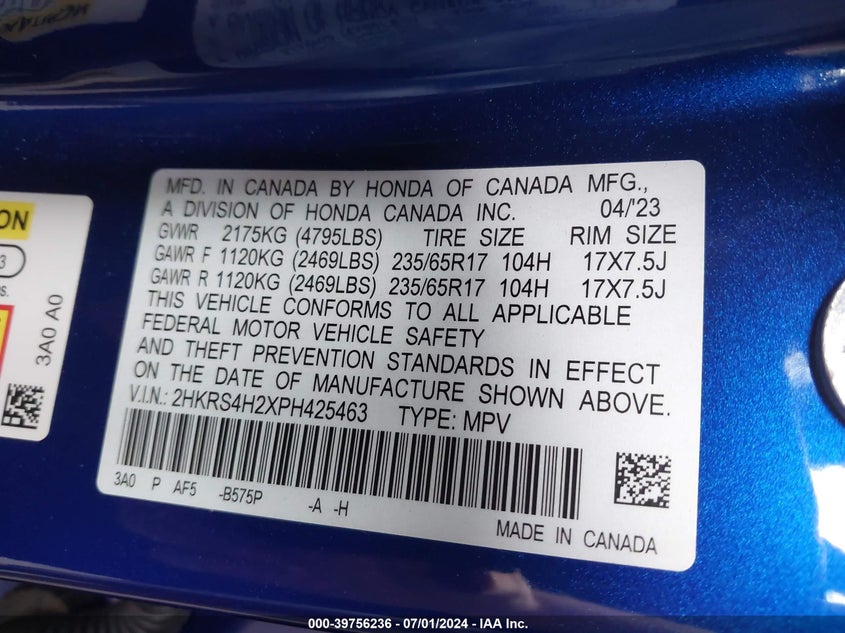 MFD. IN CANADA BY HONDA OF CANADA MFG.,
A DIVISION OF HONDA CANADA INC. 04/'23
GVWR 2175KG (4795LBS) TIRE SIZE RIM SIZE
GAWR F 1120KG (2469LBS) 235/65R17 104H 17X7.5J
GAWR R 1120KG (2469LBS) 235/65R17 104H 17X7.5J
THIS VEHICLE CONFORMS TO ALL APPLICABLE
FEDERAL MOTOR VEHICLE SAFETY
AND THEFT PREVENTION STANDARDS IN EFFECT
ON THE DATE OF MANUFACTURE SHOWN ABOVE.
V.I.N.: 2HKRS4H2XPH425463 TYPE: MPV
3A0 P AF5 -B575P -A -H
MADE IN CANADA
ON
3
s.
3A0 A0
000-39756236 - 07/01/2024 - IAA Inc.